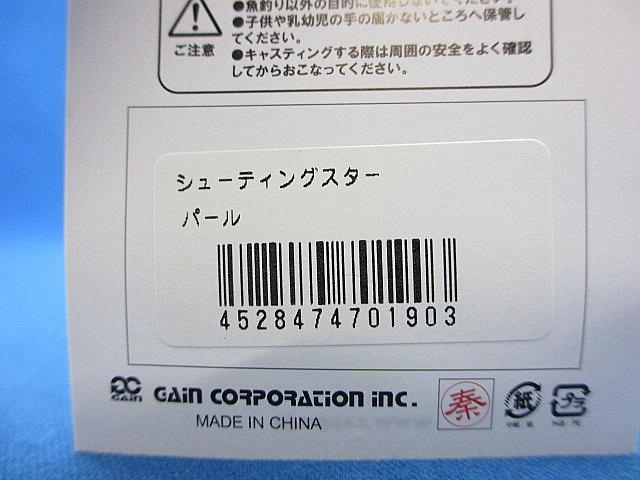 ●魚釣り以外の目的に使用しないでください。
●子供や乳幼児の手の届かないところへ保管し
てください。
●キャスティングする際は周囲の安全をよく確認
してからおこなってください。
ご注意
シューティングスター
パール
4528474701903
GAIN
GAIN CORPORATION INC.
MADE IN CHINA
秦
紙
プラ